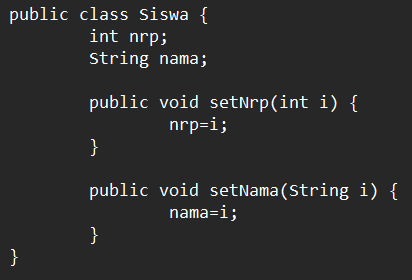 public class Siswa {
        int nrp;
        String nama;

        public void setNrp(int i) {
                nrp=i;
        }

        public void setNama(String i) {
                nama=i;
        }
}